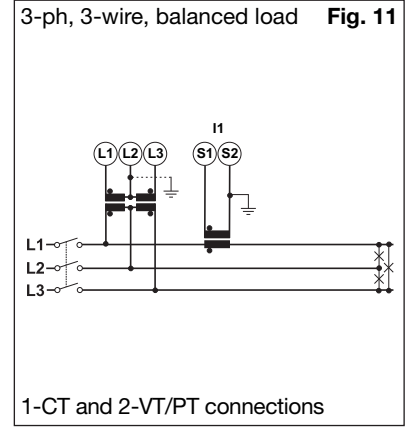 3-ph, 3-wire, balanced load Fig. 11
I1
L1 L2 L3 S1 S2
L1
L2
L3
1-CT and 2-VT/PT connections